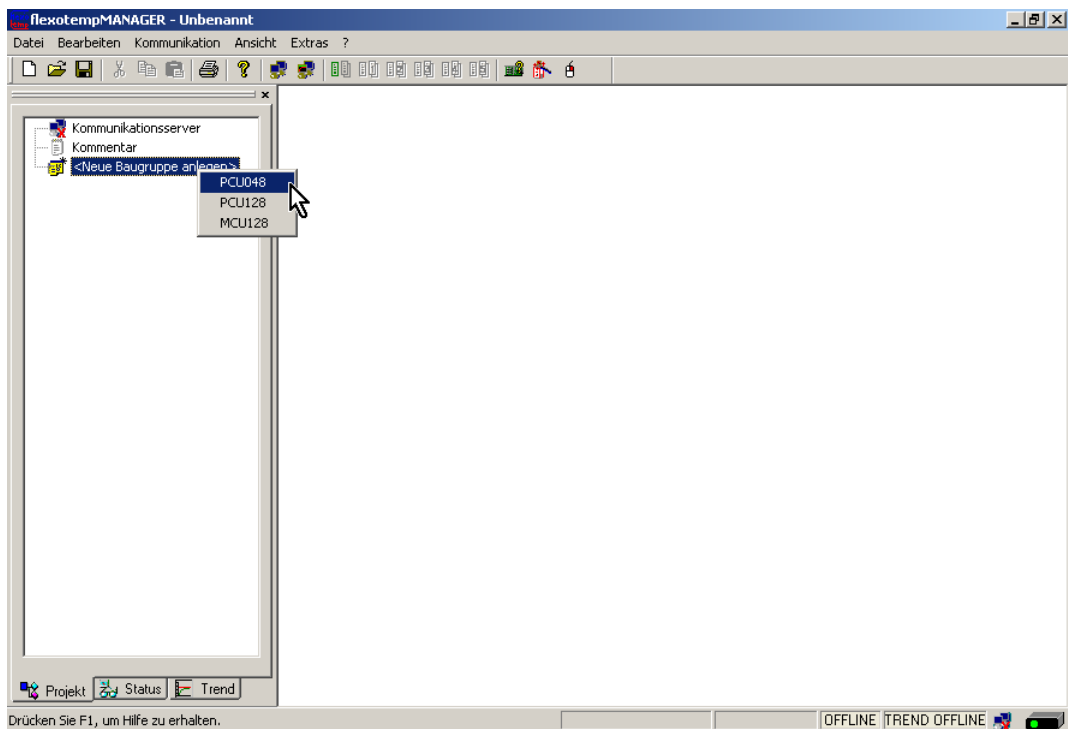 flexotempMANAGER - Unbenannt
Datei Bearbeiten Kommunikation Ansicht Extras ?
Kommunikationsserver
Kommentar
<Neue Baugruppe anlegen>
PCU048
PCU128
MCU128
Projekt Status Trend
Drücken Sie F1, um Hilfe zu erhalten. OFFLINE TREND OFFLINE